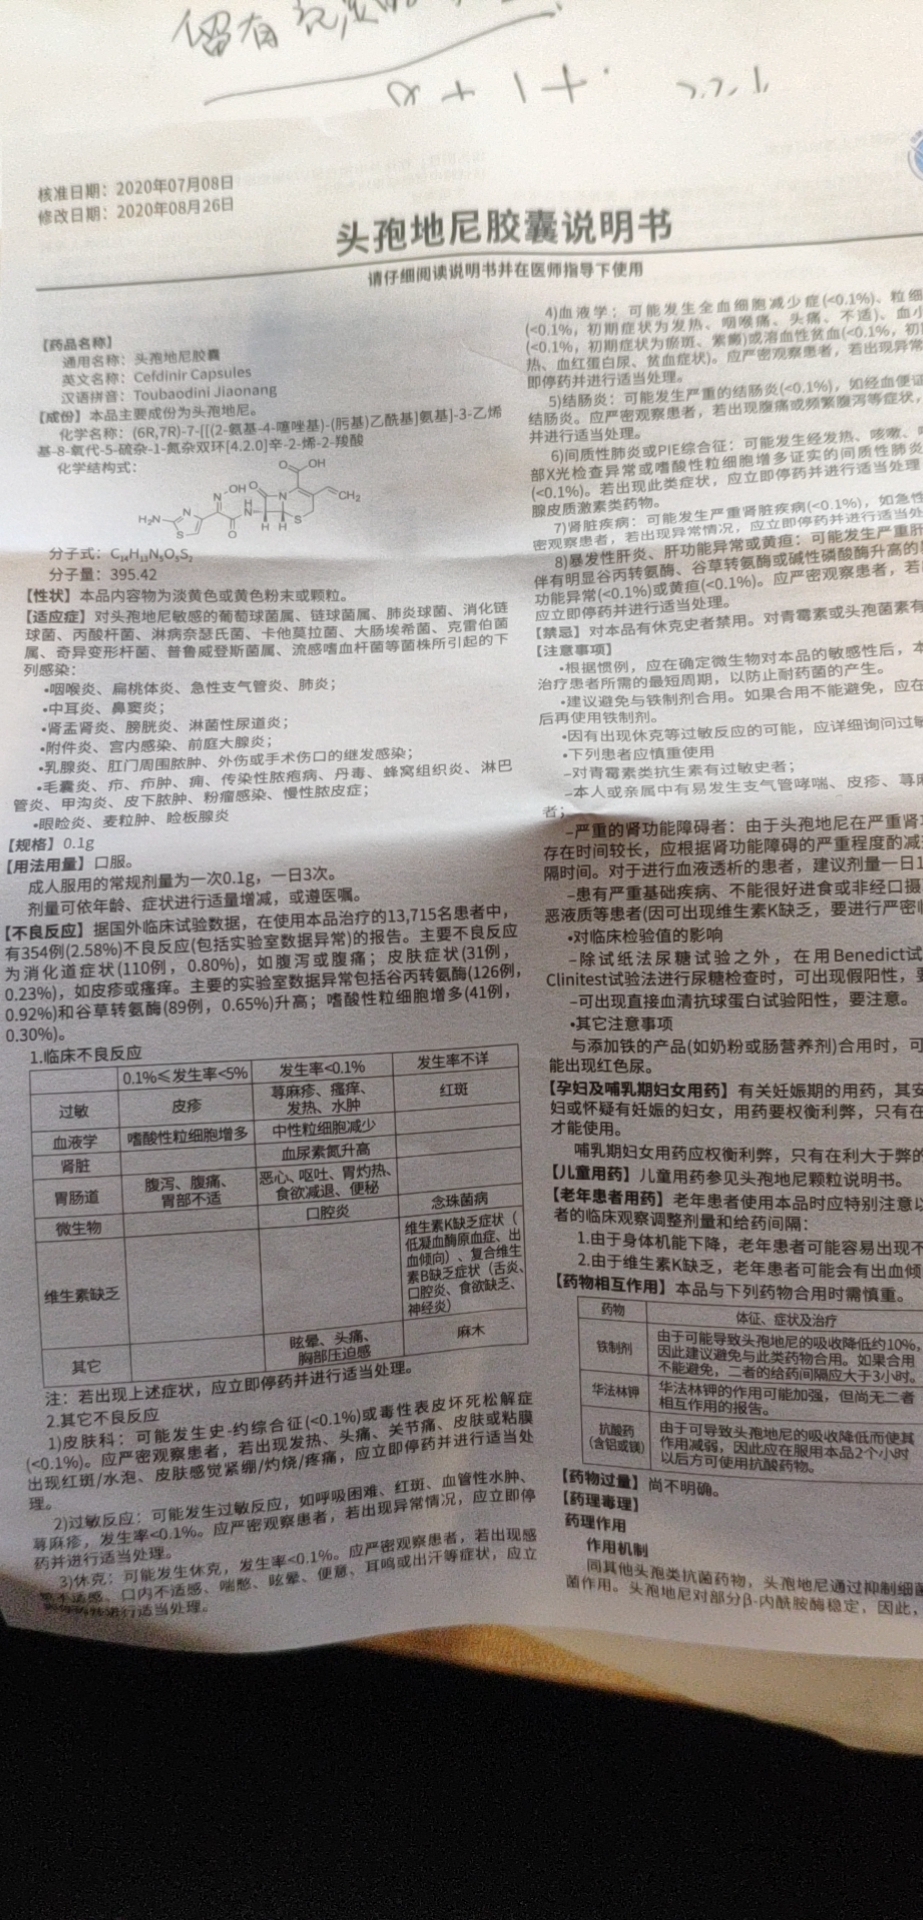 留有
核准日期：2020年07月08日
修改日期：2020年08月26日
头孢地尼胶囊说明书
请仔细阅读说明书并在医师指导下使用
【药品名称】
通用名称：头孢地尼胶囊
英文名称：Cefdinir Capsules
汉语拼音：Toubaodini Jiaonang
【成份】本品主要成份为头孢地尼。
化学名称：(6R,7R)-7-[[(2-氨基-4-噻唑基)-(肟基)乙酰基]氨基]-3-乙烯
基-8-氧代-5-硫杂-1-氮杂双环[4.2.0]辛-2-烯-2-羧酸
化学结构式：
分子式：C₁₄H₁₃N₅O₅S₂
分子量：395.42
【性状】本品内容物为淡黄色或黄色粉末或颗粒。
【适应症】对头孢地尼敏感的葡萄球菌属、链球菌属、肺炎球菌、消化链
球菌、丙酸杆菌、淋病奈瑟氏菌、卡他莫拉菌、大肠埃希菌、克雷伯菌
属、奇异变形杆菌、普鲁威登斯菌属、流感嗜血杆菌等菌株所引起的下
列感染：
•咽喉炎、扁桃体炎、急性支气管炎、肺炎；
•中耳炎、鼻窦炎；
•肾盂肾炎、膀胱炎、淋菌性尿道炎；
•附件炎、宫内感染、前庭大腺炎；
•乳腺炎、肛门周围脓肿、外伤或手术伤口的继发感染；
•毛囊炎、疖、疖肿、痈、传染性脓疱病、丹毒、蜂窝组织炎、淋巴
管炎、甲沟炎、皮下脓肿、粉瘤感染、慢性脓皮症；
•眼睑炎、麦粒肿、睑板腺炎
【规格】0.1g
【用法用量】口服。
成人服用的常规剂量为一次0.1g，一日3次。
剂量可依年龄、症状进行适量增减，或遵医嘱。
【不良反应】据国外临床试验数据，在使用本品治疗的13,715名患者中，
有354例(2.58%)不良反应(包括实验室数据异常)的报告。主要不良反应
为消化道症状(110例，0.80%)，如腹泻或腹痛；皮肤症状(31例，
0.23%)，如皮疹或瘙痒。主要的实验室数据异常包括谷丙转氨酶(126例，
0.92%)和谷草转氨酶(89例，0.65%)升高；嗜酸性粒细胞增多(41例，
0.30%)。
1.临床不良反应
0.1%≤发生率<5% 发生率<0.1% 发生率不详
过敏 皮疹 荨麻疹、瘙痒、 红斑
发热、水肿
血液学 嗜酸性粒细胞增多 中性粒细胞减少
肾脏 血尿素氮升高
胃肠道 腹泻、腹痛、 恶心、呕吐、胃灼热、
胃部不适 食欲减退、便秘
微生物 口腔炎 念珠菌病
维生素缺乏 维生素K缺乏症状（
低凝血酶原血症、出
血倾向）、复合维生
素B缺乏症状（舌炎、
口腔炎、食欲缺乏、
神经炎）
其它 眩晕、头痛、 麻木
胸部压迫感
注：若出现上述症状，应立即停药并进行适当处理。
2.其它不良反应
1)皮肤科：可能发生史-约综合征(<0.1%)或毒性表皮坏死松解症
(<0.1%)。应严密观察患者，若出现发热、头痛、关节痛、皮肤或粘膜
出现红斑/水泡、皮肤感觉紧绷/灼烧/疼痛，应立即停药并进行适当处
理。
2)过敏反应：可能发生过敏反应，如呼吸困难、红斑、血管性水肿、
荨麻疹，发生率<0.1%。应严密观察患者，若出现异常情况，应立即停
药并进行适当处理。
3)休克：可能发生休克，发生率<0.1%。应严密观察患者，若出现感
不适感、口内不适感、喘憋、眩晕、便意、耳鸣或出汗等症状，应立
进行适当处理。
4)血液学：可能发生全血细胞减少症(<0.1%)、粒细
(<0.1%，初期症状为发热、咽喉痛、头痛、不适)、血小
(<0.1%，初期症状为瘀斑、紫癜)或溶血性贫血(<0.1%，初
热、血红蛋白尿、贫血症状)。应严密观察患者，若出现异常
即停药并进行适当处理。
5)结肠炎：可能发生严重的结肠炎(<0.1%)，如经血便证
结肠炎。应严密观察患者，若出现腹痛或频繁腹泻等症状，
并进行适当处理。
6)间质性肺炎或PIE综合征：可能发生经发热、咳嗽、
部X光检查异常或嗜酸性粒细胞增多证实的间质性肺炎
(<0.1%)。若出现此类症状，应立即停药并进行适当处理
腺皮质激素类药物。
7)肾脏疾病：可能发生严重肾脏疾病(<0.1%)，如急性
密观察患者，若出现异常情况，应立即停药并进行适当处
8)暴发性肝炎、肝功能异常或黄疸：可能发生严重肝
伴有明显谷丙转氨酶、谷草转氨酶或碱性磷酸酶升高的
功能异常(<0.1%)或黄疸(<0.1%)。应严密观察患者，若
应立即停药并进行适当处理。
【禁忌】对本品有休克史者禁用。对青霉素或头孢菌素有
【注意事项】
•根据惯例，应在确定微生物对本品的敏感性后，本
治疗患者所需的最短周期，以防止耐药菌的产生。
•建议避免与铁制剂合用。如果合用不能避免，应在
后再使用铁制剂。
•因有出现休克等过敏反应的可能，应详细询问过敏
•下列患者应慎重使用
–对青霉素类抗生素有过敏史者；
–本人或亲属中有易发生支气管哮喘、皮疹、荨麻
者；
–严重的肾功能障碍者：由于头孢地尼在严重肾
存在时间较长，应根据肾功能障碍的严重程度酌减
隔时间。对于进行血液透析的患者，建议剂量一日1
–患有严重基础疾病、不能很好进食或非经口摄
恶液质等患者(因可出现维生素K缺乏，要进行严密
•对临床检验值的影响
–除试纸法尿糖试验之外，在用Benedict试
Clinitest试验法进行尿糖检查时，可出现假阳性，要
–可出现直接血清抗球蛋白试验阳性，要注意。
•其它注意事项
与添加铁的产品(如奶粉或肠营养剂)合用时，可
能出现红色尿。
【孕妇及哺乳期妇女用药】有关妊娠期的用药，其安
妇或怀疑有妊娠的妇女，用药要权衡利弊，只有在
才能使用。
哺乳期妇女用药应权衡利弊，只有在利大于弊的
【儿童用药】儿童用药参见头孢地尼颗粒说明书。
【老年患者用药】老年患者使用本品时应特别注意以
者的临床观察调整剂量和给药间隔：
1.由于身体机能下降，老年患者可能容易出现不
2.由于维生素K缺乏，老年患者可能会有出血倾
【药物相互作用】本品与下列药物合用时需慎重。
药物 体征、症状及治疗
铁制剂 由于可能导致头孢地尼的吸收降低约10%，
因此建议避免与此类药物合用。如果合用
不能避免，二者的给药间隔应大于3小时。
华法林钾 华法林钾的作用可能加强，但尚无二者
相互作用的报告。
抗酸药 由于可导致头孢地尼的吸收降低而使其
(含铝或镁) 作用减弱，因此应在服用本品2个小时
以后方可使用抗酸药物。
【药物过量】尚不明确。
【药理毒理】
药理作用
作用机制
同其他头孢类抗菌药物，头孢地尼通过抑制细菌
菌作用。头孢地尼对部分β-内酰胺酶稳定，因此，